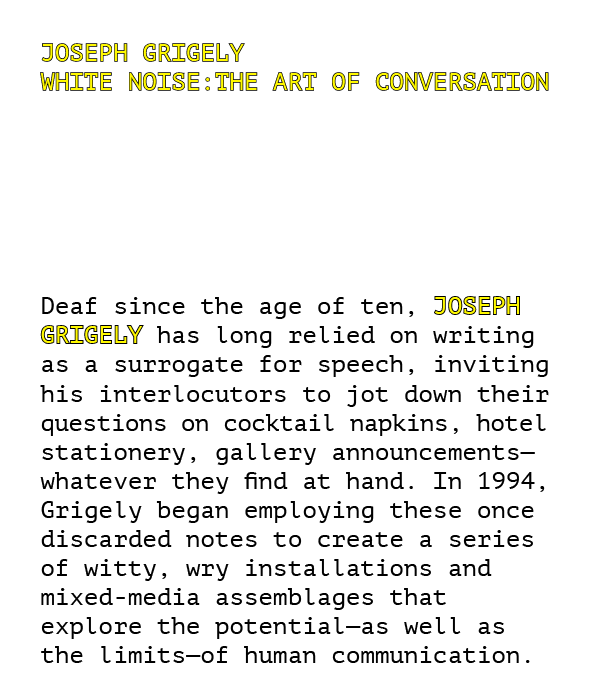 JOSEPH GRIGELY
WHITE NOISE:THE ART OF CONVERSATION
Deaf since the age of ten, JOSEPH
GRIGELY has long relied on writing
as a surrogate for speech, inviting
his interlocutors to jot down their
questions on cocktail napkins, hotel
stationery, gallery announcements—
whatever they find at hand. In 1994,
Grigely began employing these once
discarded notes to create a series
of witty, wry installations and
mixed-media assemblages that
explore the potential—as well as
the limits—of human communication.